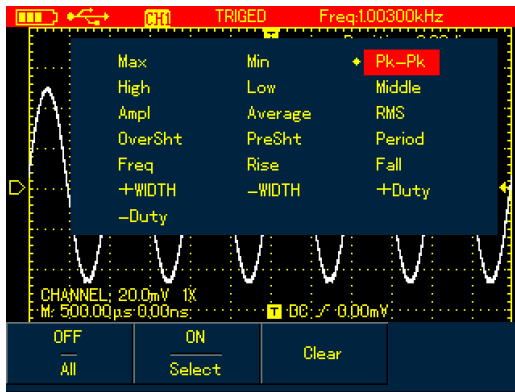 CH1 TRIGED Freq:1.00300kHz
Max Min Pk-Pk
High Low Middle
Ampl Average RMS
OverSht PreSht Period
Freq Rise Fall
+WIDTH -WIDTH +Duty
-Duty
CHANNEL; 20.0mV 1X
M: 500.00μs 0.00ns T DC: 0.00mV
OFF ON
All Select Clear